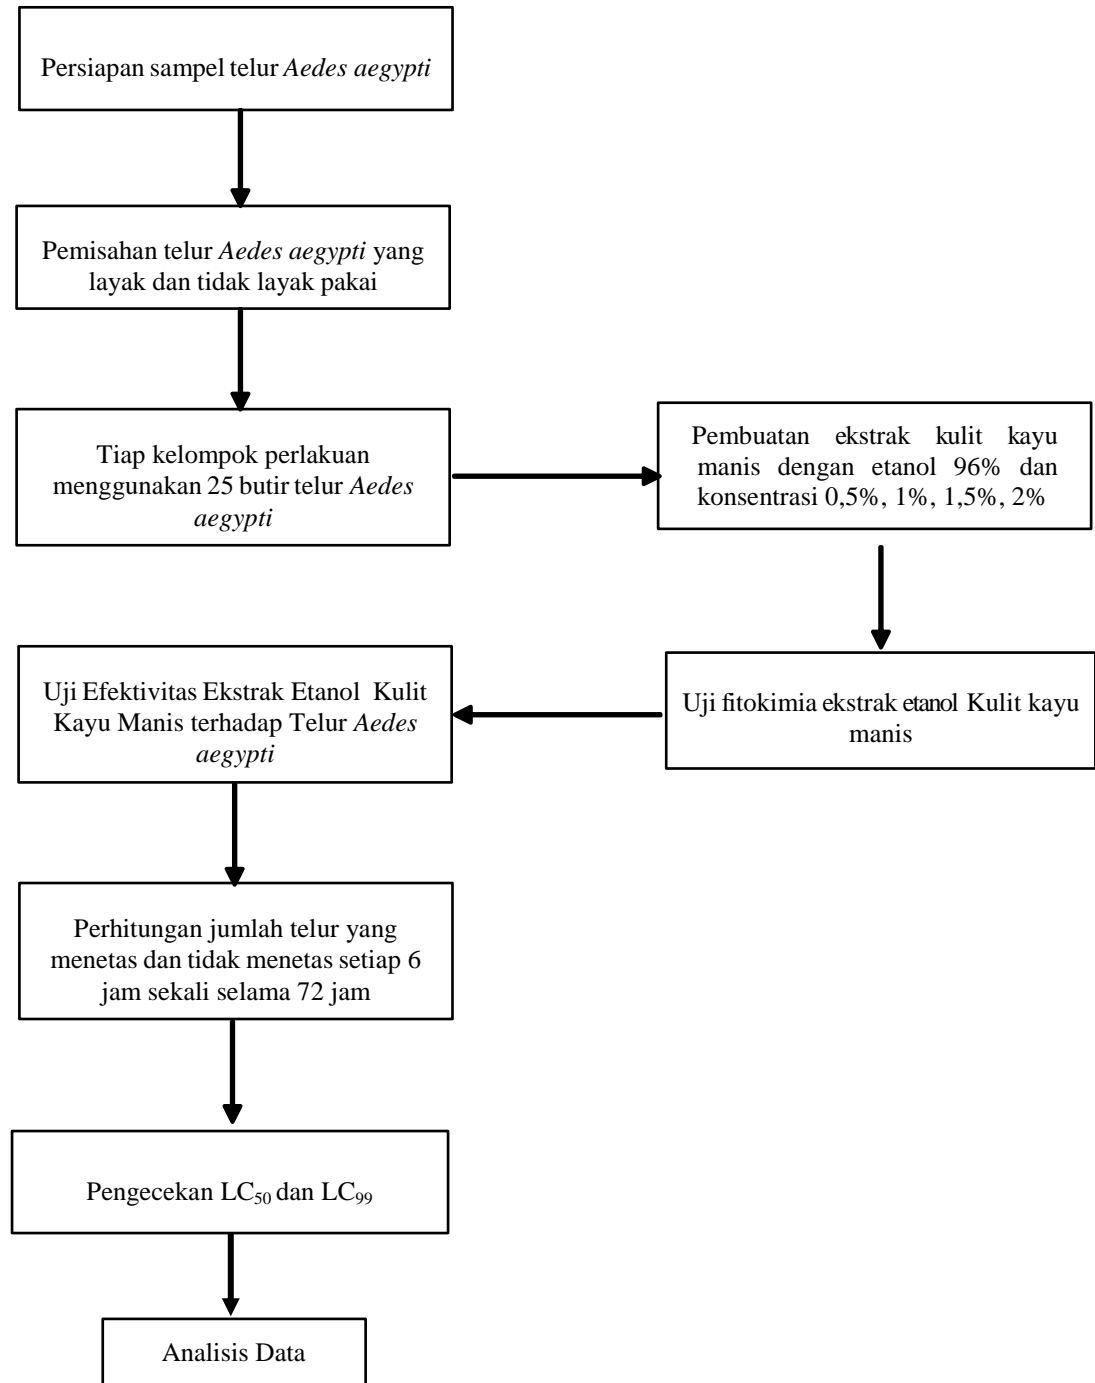 Persiapan sampel telur Aedes aegypti
Pemisahan telur Aedes aegypti yang
layak dan tidak layak pakai
Tiap kelompok perlakuan
menggunakan 25 butir telur Aedes
aegypti
Pembuatan ekstrak kulit kayu
manis dengan etanol 96% dan
konsentrasi 0,5%, 1%, 1,5%, 2%
Uji fitokimia ekstrak etanol Kulit kayu
manis
Uji Efektivitas Ekstrak Etanol Kulit
Kayu Manis terhadap Telur Aedes
aegypti
Perhitungan jumlah telur yang
menetas dan tidak menetas setiap 6
jam sekali selama 72 jam
Pengecekan LC₅₀ dan LC₉₉
Analisis Data